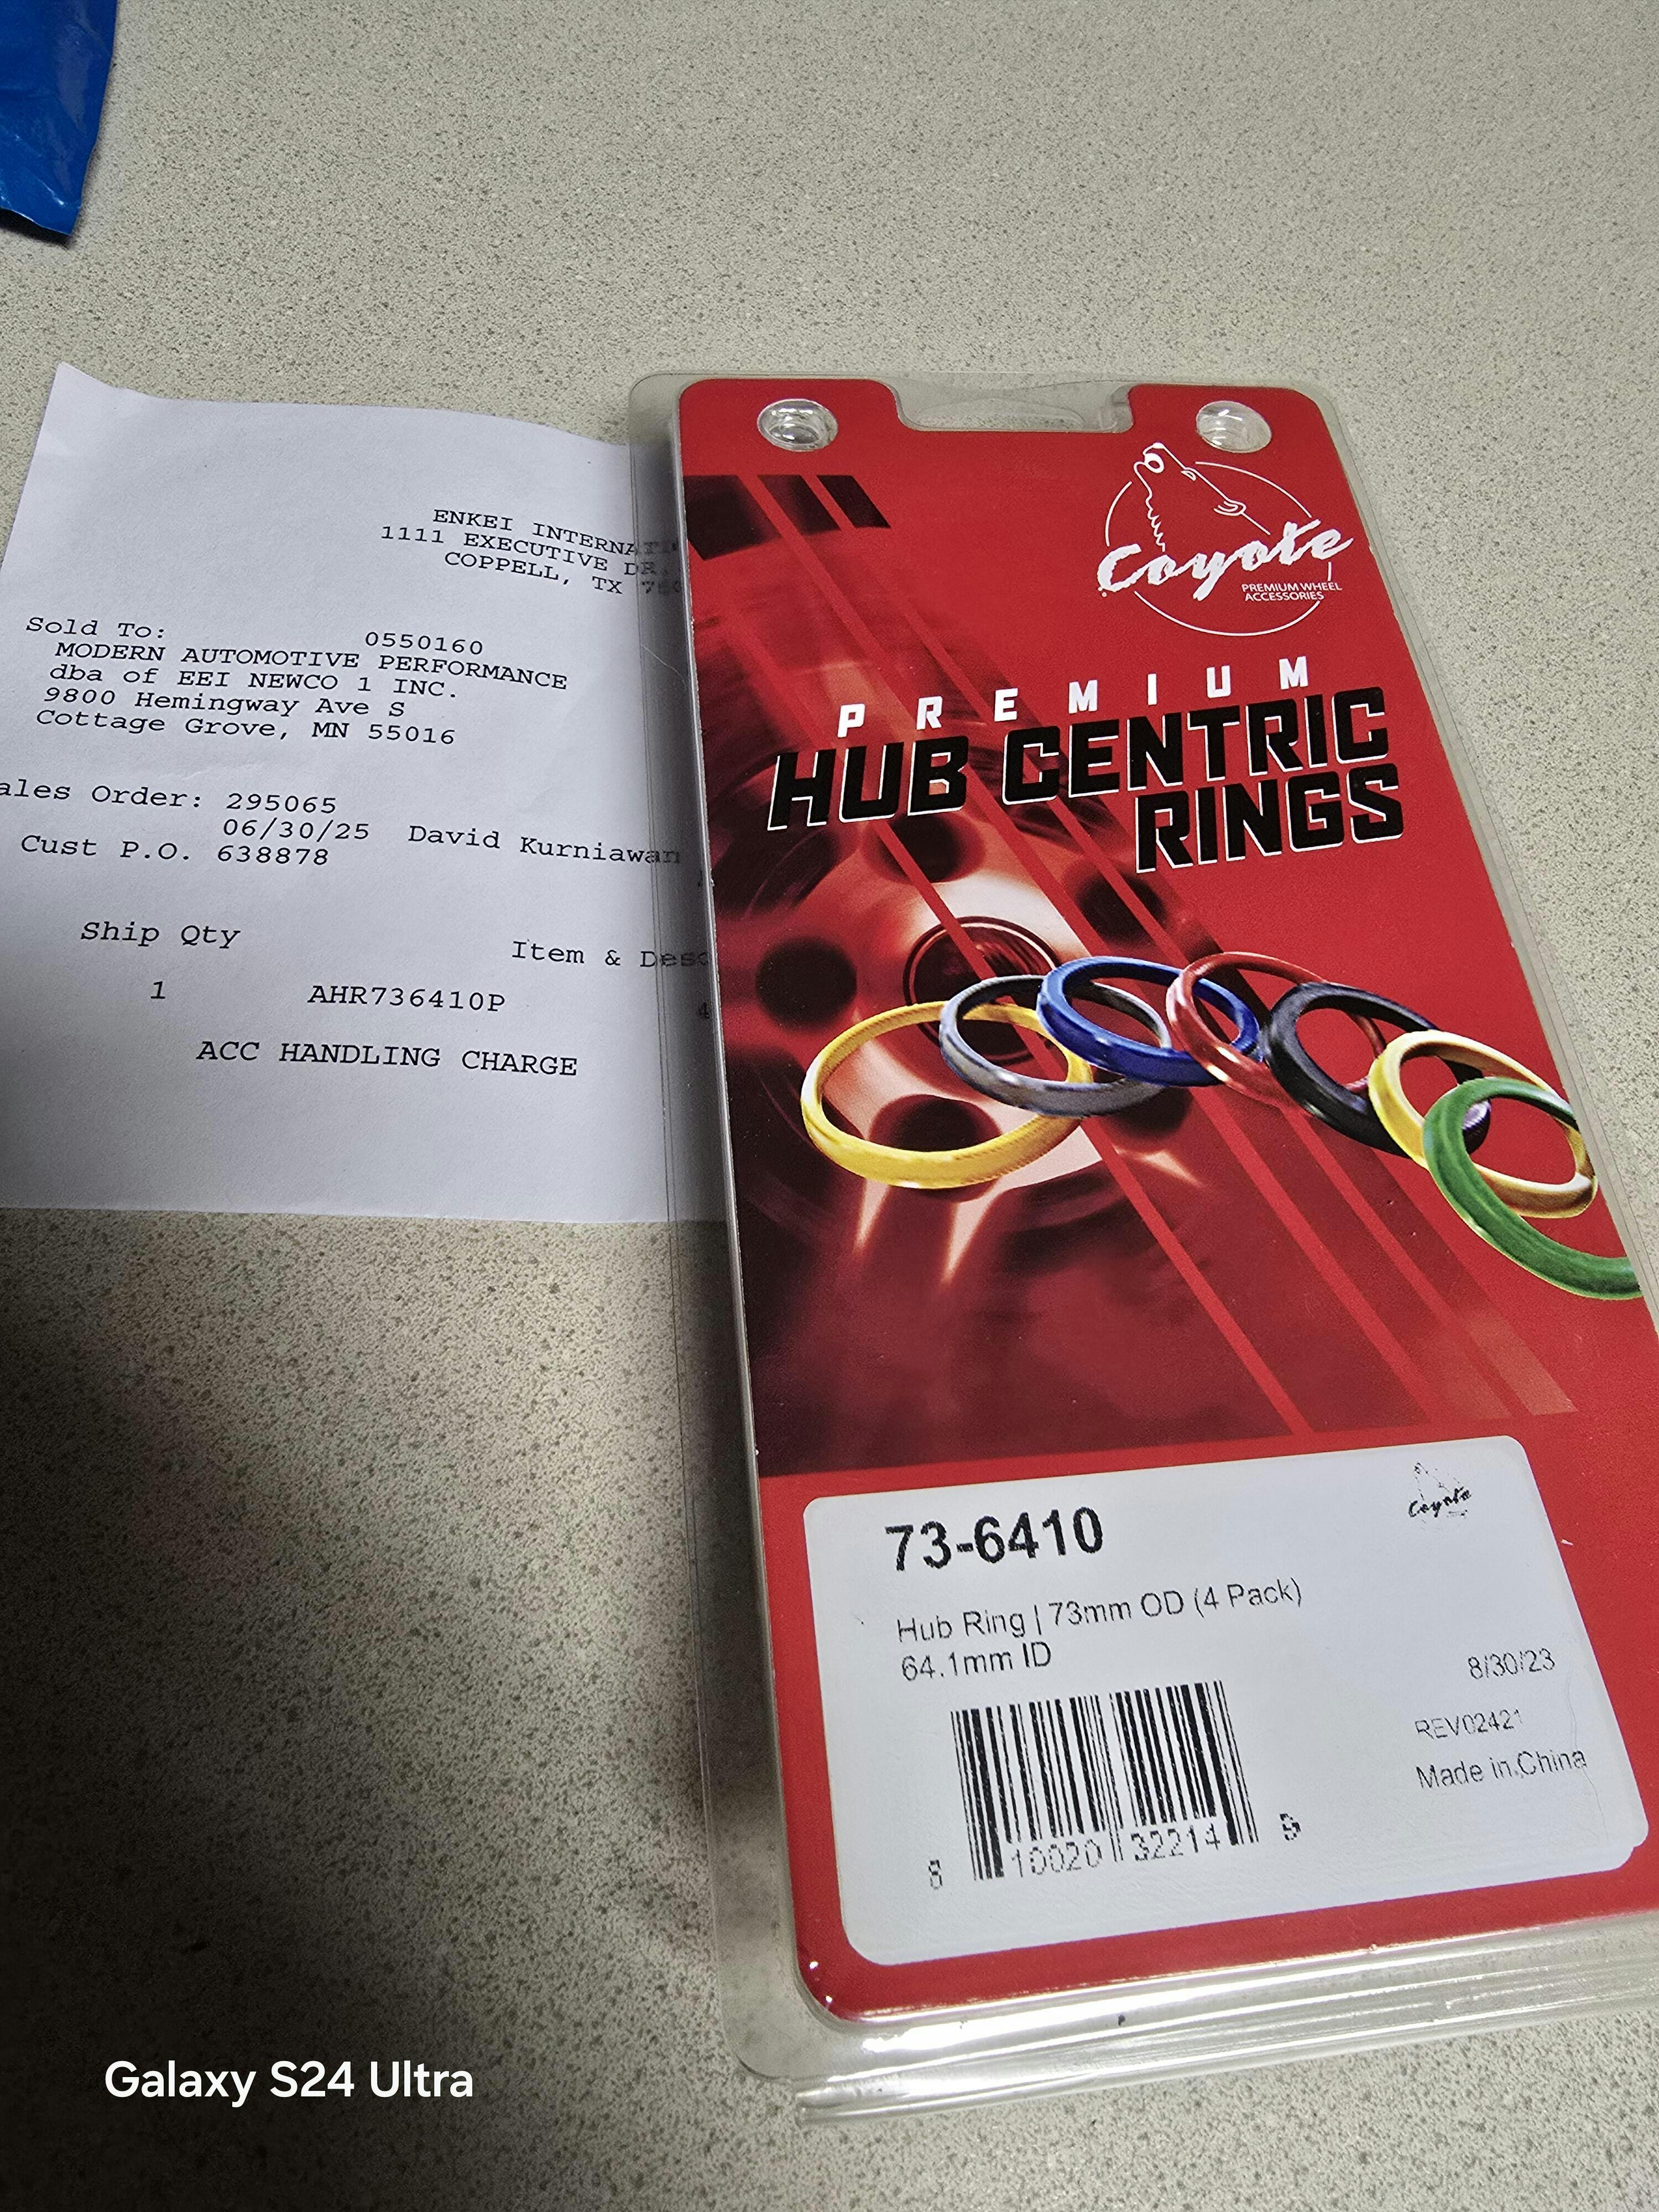 ENKEI INTERNATI
1111 EXECUTIVE DR.
COPPELL, TX
Sold To: 0550160
MODERN AUTOMOTIVE PERFORMANCE
dba of EEI NEWCO 1 INC.
9800 Hemingway Ave S
Cottage Grove, MN 55016
ales Order: 295065
06/30/25 David Kurniawan
Cust P.O. 638878
Ship Qty Item & Desc
1 AHR736410P 4
ACC HANDLING CHARGE
Coyote
PREMIUM WHEEL
ACCESSORIES
PREMIUM
HUB CENTRIC
RINGS
73-6410
Coyote
Hub Ring | 73mm OD (4 Pack)
64.1mm ID
8/30/23
REV02421
Made in China
8 10020 32214 9
Galaxy S24 Ultra